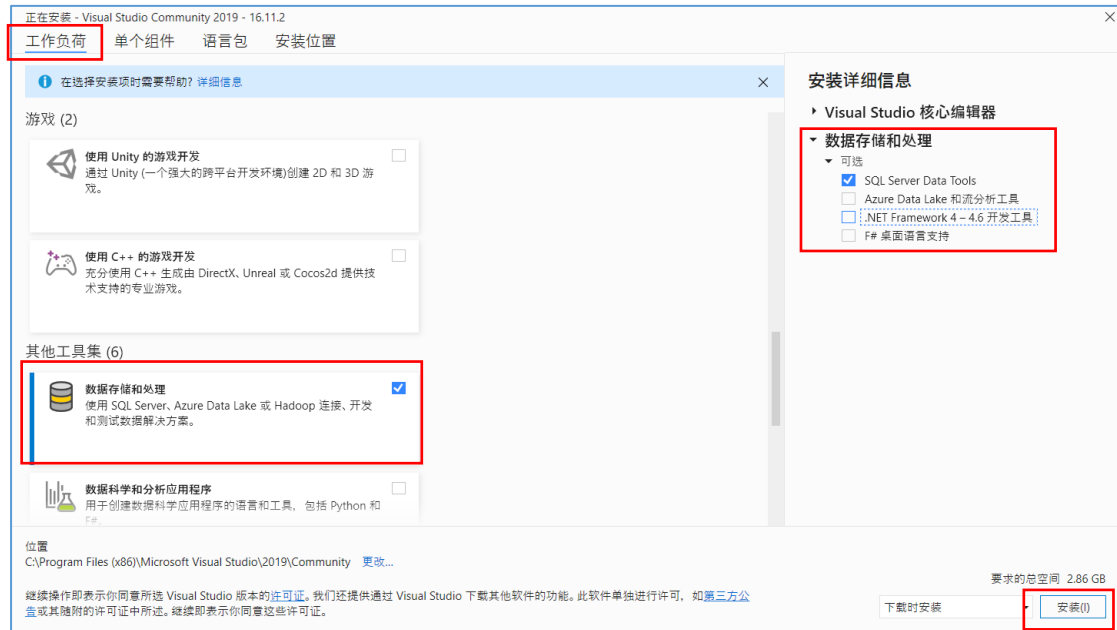 正在安装 - Visual Studio Community 2019 - 16.11.2
工作负荷 单个组件 语言包 安装位置
在选择安装项时需要帮助? 详细信息
游戏 (2)
使用 Unity 的游戏开发
通过 Unity (一个强大的跨平台开发环境)创建 2D 和 3D 游
戏。
使用 C++ 的游戏开发
充分使用 C++ 生成由 DirectX、Unreal 或 Cocos2d 提供技
术支持的专业游戏。
其他工具集 (6)
数据存储和处理
使用 SQL Server、Azure Data Lake 或 Hadoop 连接、开发
和测试数据解决方案。
数据科学和分析应用程序
用于创建数据科学应用程序的语言和工具，包括 Python 和
F#。
安装详细信息
Visual Studio 核心编辑器
数据存储和处理
可选
SQL Server Data Tools
Azure Data Lake 和流分析工具
.NET Framework 4 – 4.6 开发工具
F# 桌面语言支持
位置
C:\Program Files (x86)\Microsoft Visual Studio\2019\Community 更改...
继续操作即表示你同意所选 Visual Studio 版本的许可证。我们还提供通过 Visual Studio 下载其他软件的功能。此软件单独进行许可，如第三方公
告或其随附的许可证中所述。继续即表示你同意这些许可证。
要求的总空间 2.86 GB
下载时安装 安装(I)